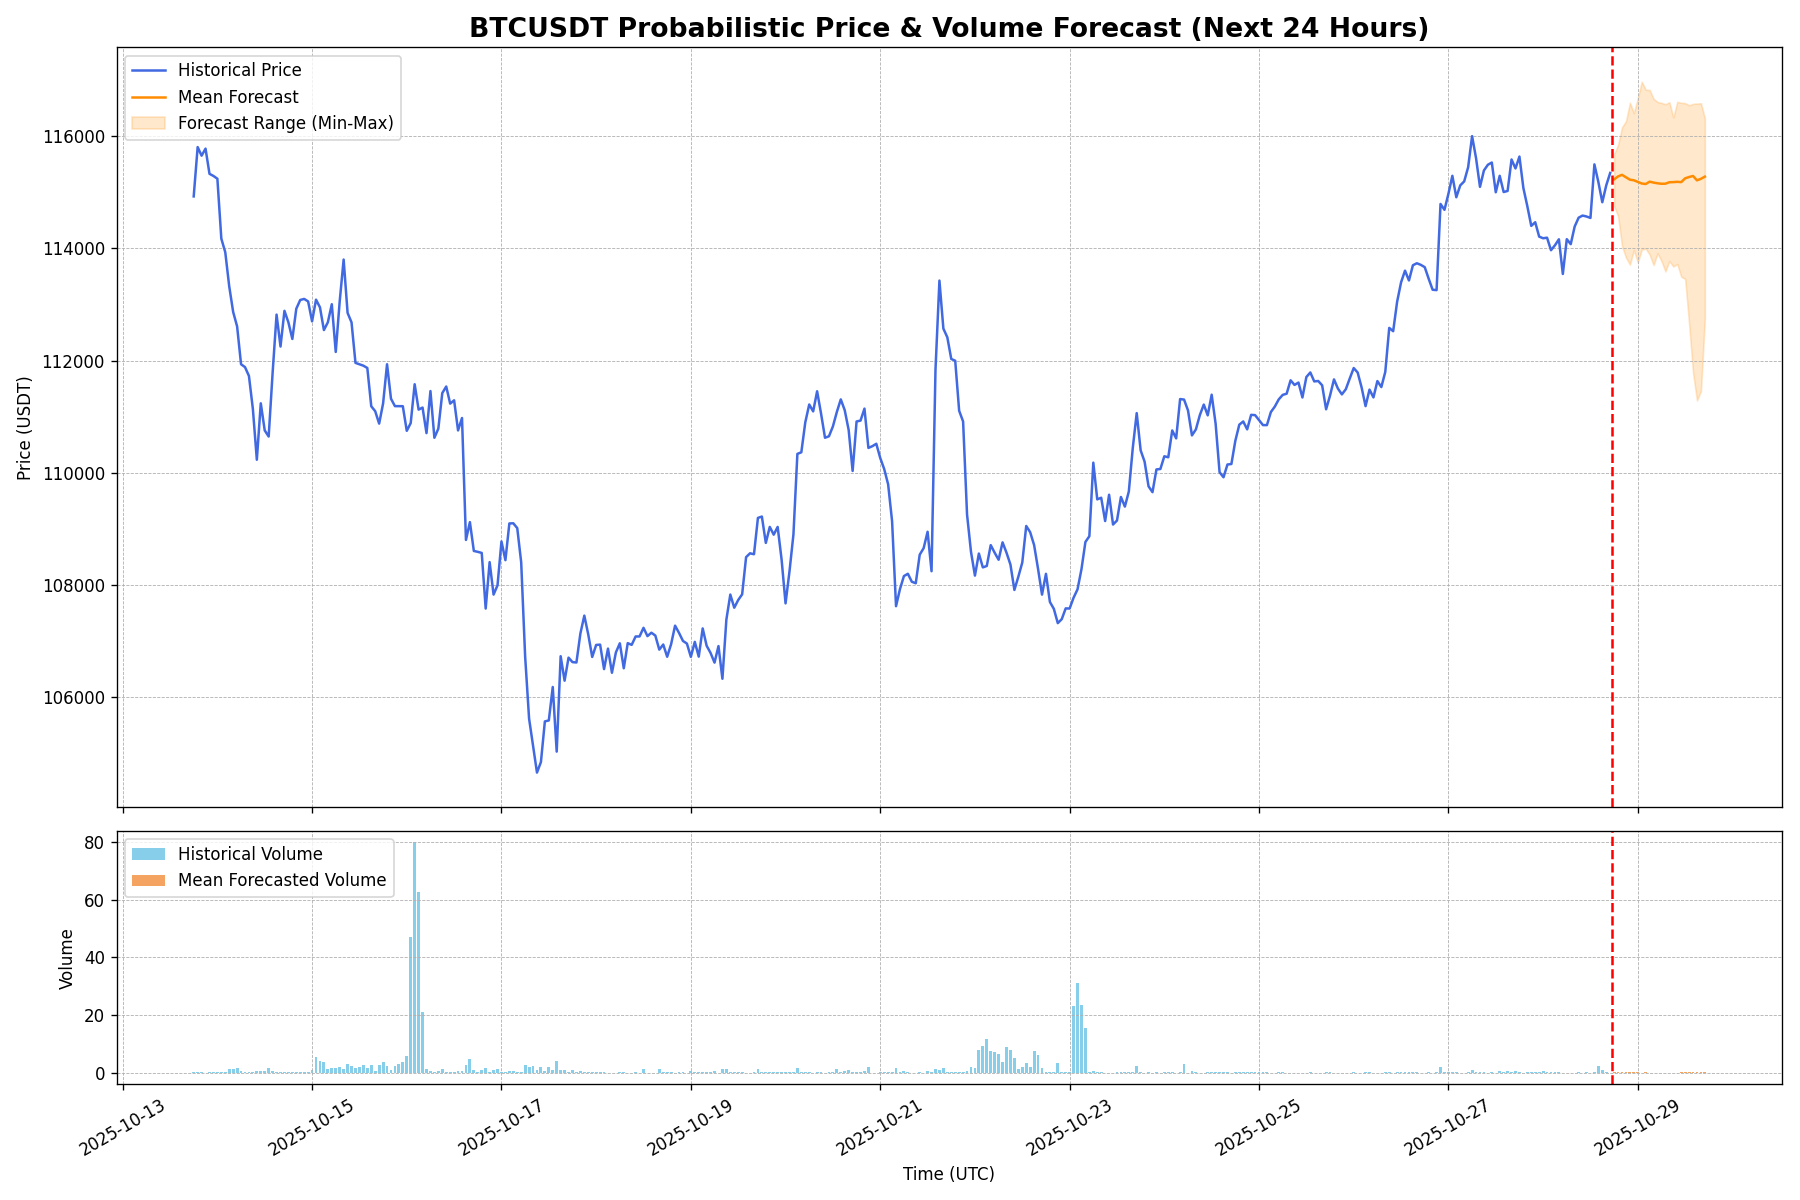 BTCUSDT Probabilistic Price & Volume Forecast (Next 24 Hours)
Historical Price
Mean Forecast
Forecast Range (Min-Max)
116000
114000
112000
110000
108000
106000
Price (USDT)
Historical Volume
Mean Forecasted Volume
80
60
40
20
0
Volume
2025-10-13
2025-10-15
2025-10-17
2025-10-19
2025-10-21
2025-10-23
2025-10-25
2025-10-27
2025-10-29
Time (UTC)